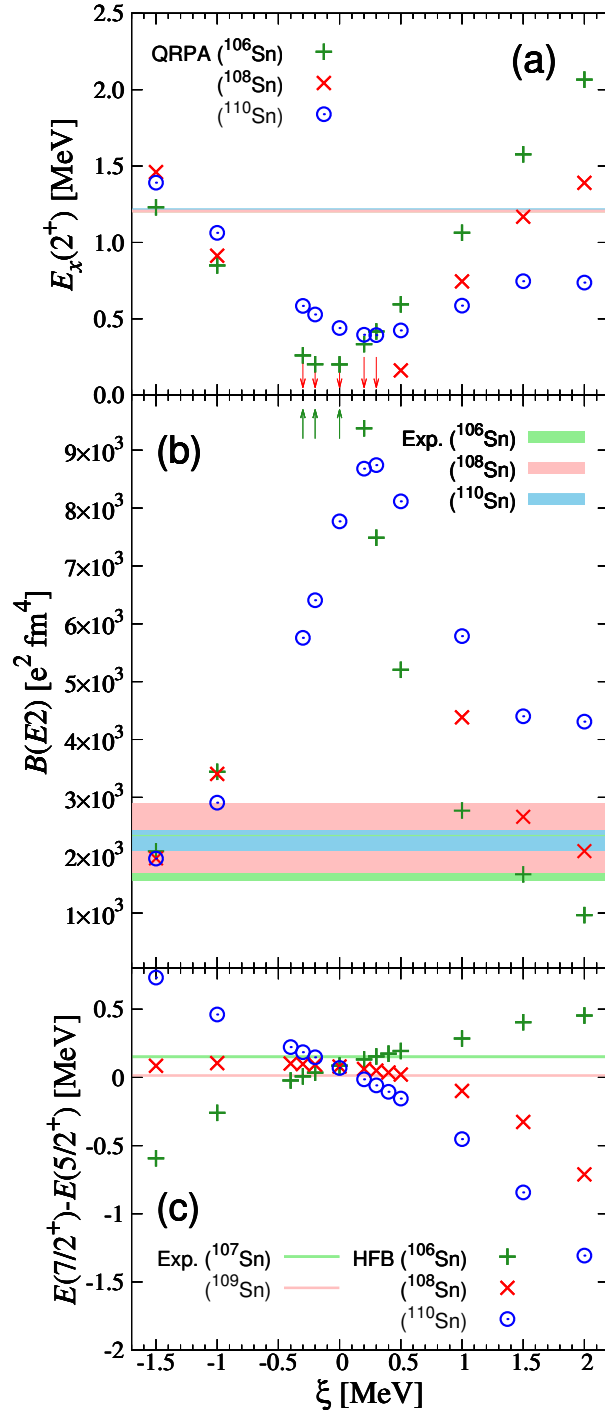 2.5
QRPA (¹⁰⁶Sn)
(a)
(¹⁰⁸Sn)
2.0
(¹¹⁰Sn)
1.5
Eₓ(2⁺) [MeV]
1.0
0.5
0.0
(b)
Exp. (¹⁰⁶Sn)
9×10³
(¹⁰⁸Sn)
(¹¹⁰Sn)
8×10³
7×10³
6×10³
B(E2) [e² fm⁴]
5×10³
4×10³
3×10³
2×10³
1×10³
0.5
0
E(7/2⁺)-E(5/2⁺) [MeV]
-0.5
-1
(c)
Exp. (¹⁰⁷Sn)
HFB (¹⁰⁶Sn)
(¹⁰⁹Sn)
(¹⁰⁸Sn)
-1.5
(¹¹⁰Sn)
-2
-1.5 -1 -0.5 0 0.5 1 1.5 2
ξ [MeV]